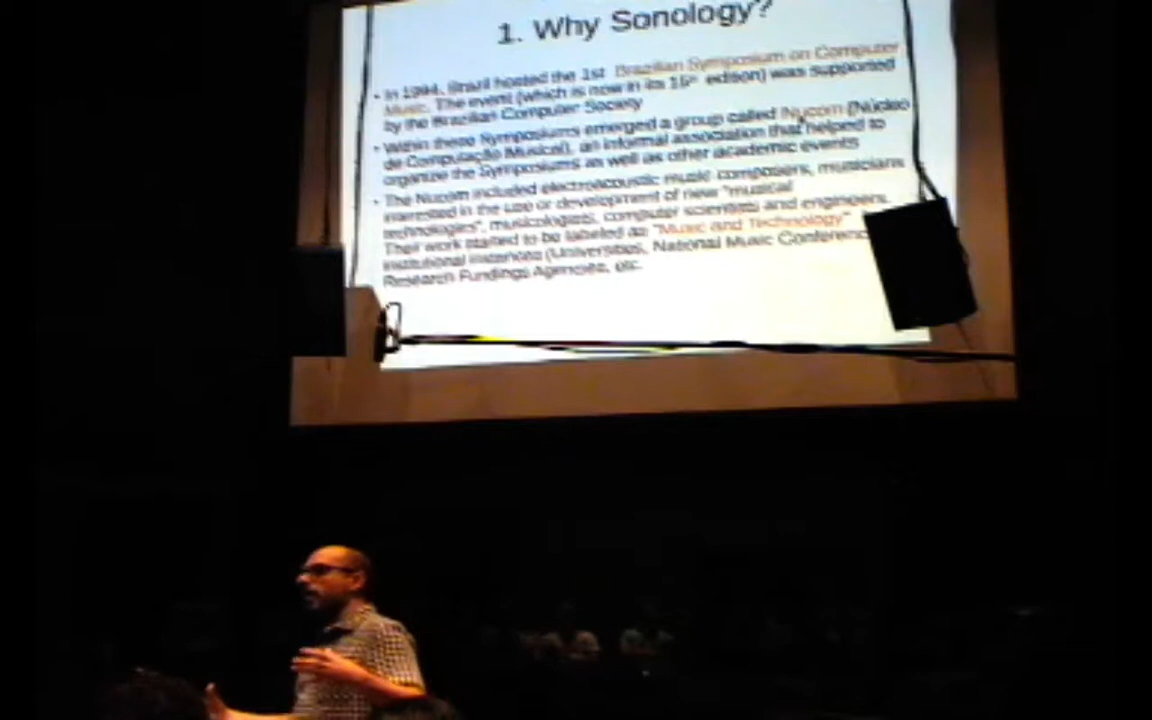 1. Why Sonology?
• In 1994, Brazil hosted the 1st Brazilian Symposium on Computer
Music. The event (which is now in its 15th edition) was supported
by the Brazilian Computer Society
• Within these Symposiums emerged a group called Nucom (Núcleo
de Computação Musical), an informal association that helped to
organize the Symposiums as well as other academic events
• The Nucom included electroacoustic music composers, musicians
interested in the use or development of new "musical
technologies", musicologists, computer scientists and engineers.
Their work started to be labeled as "Music and Technology"
institutional instances (Universities, National Music
Research Fundings Agencies, etc.